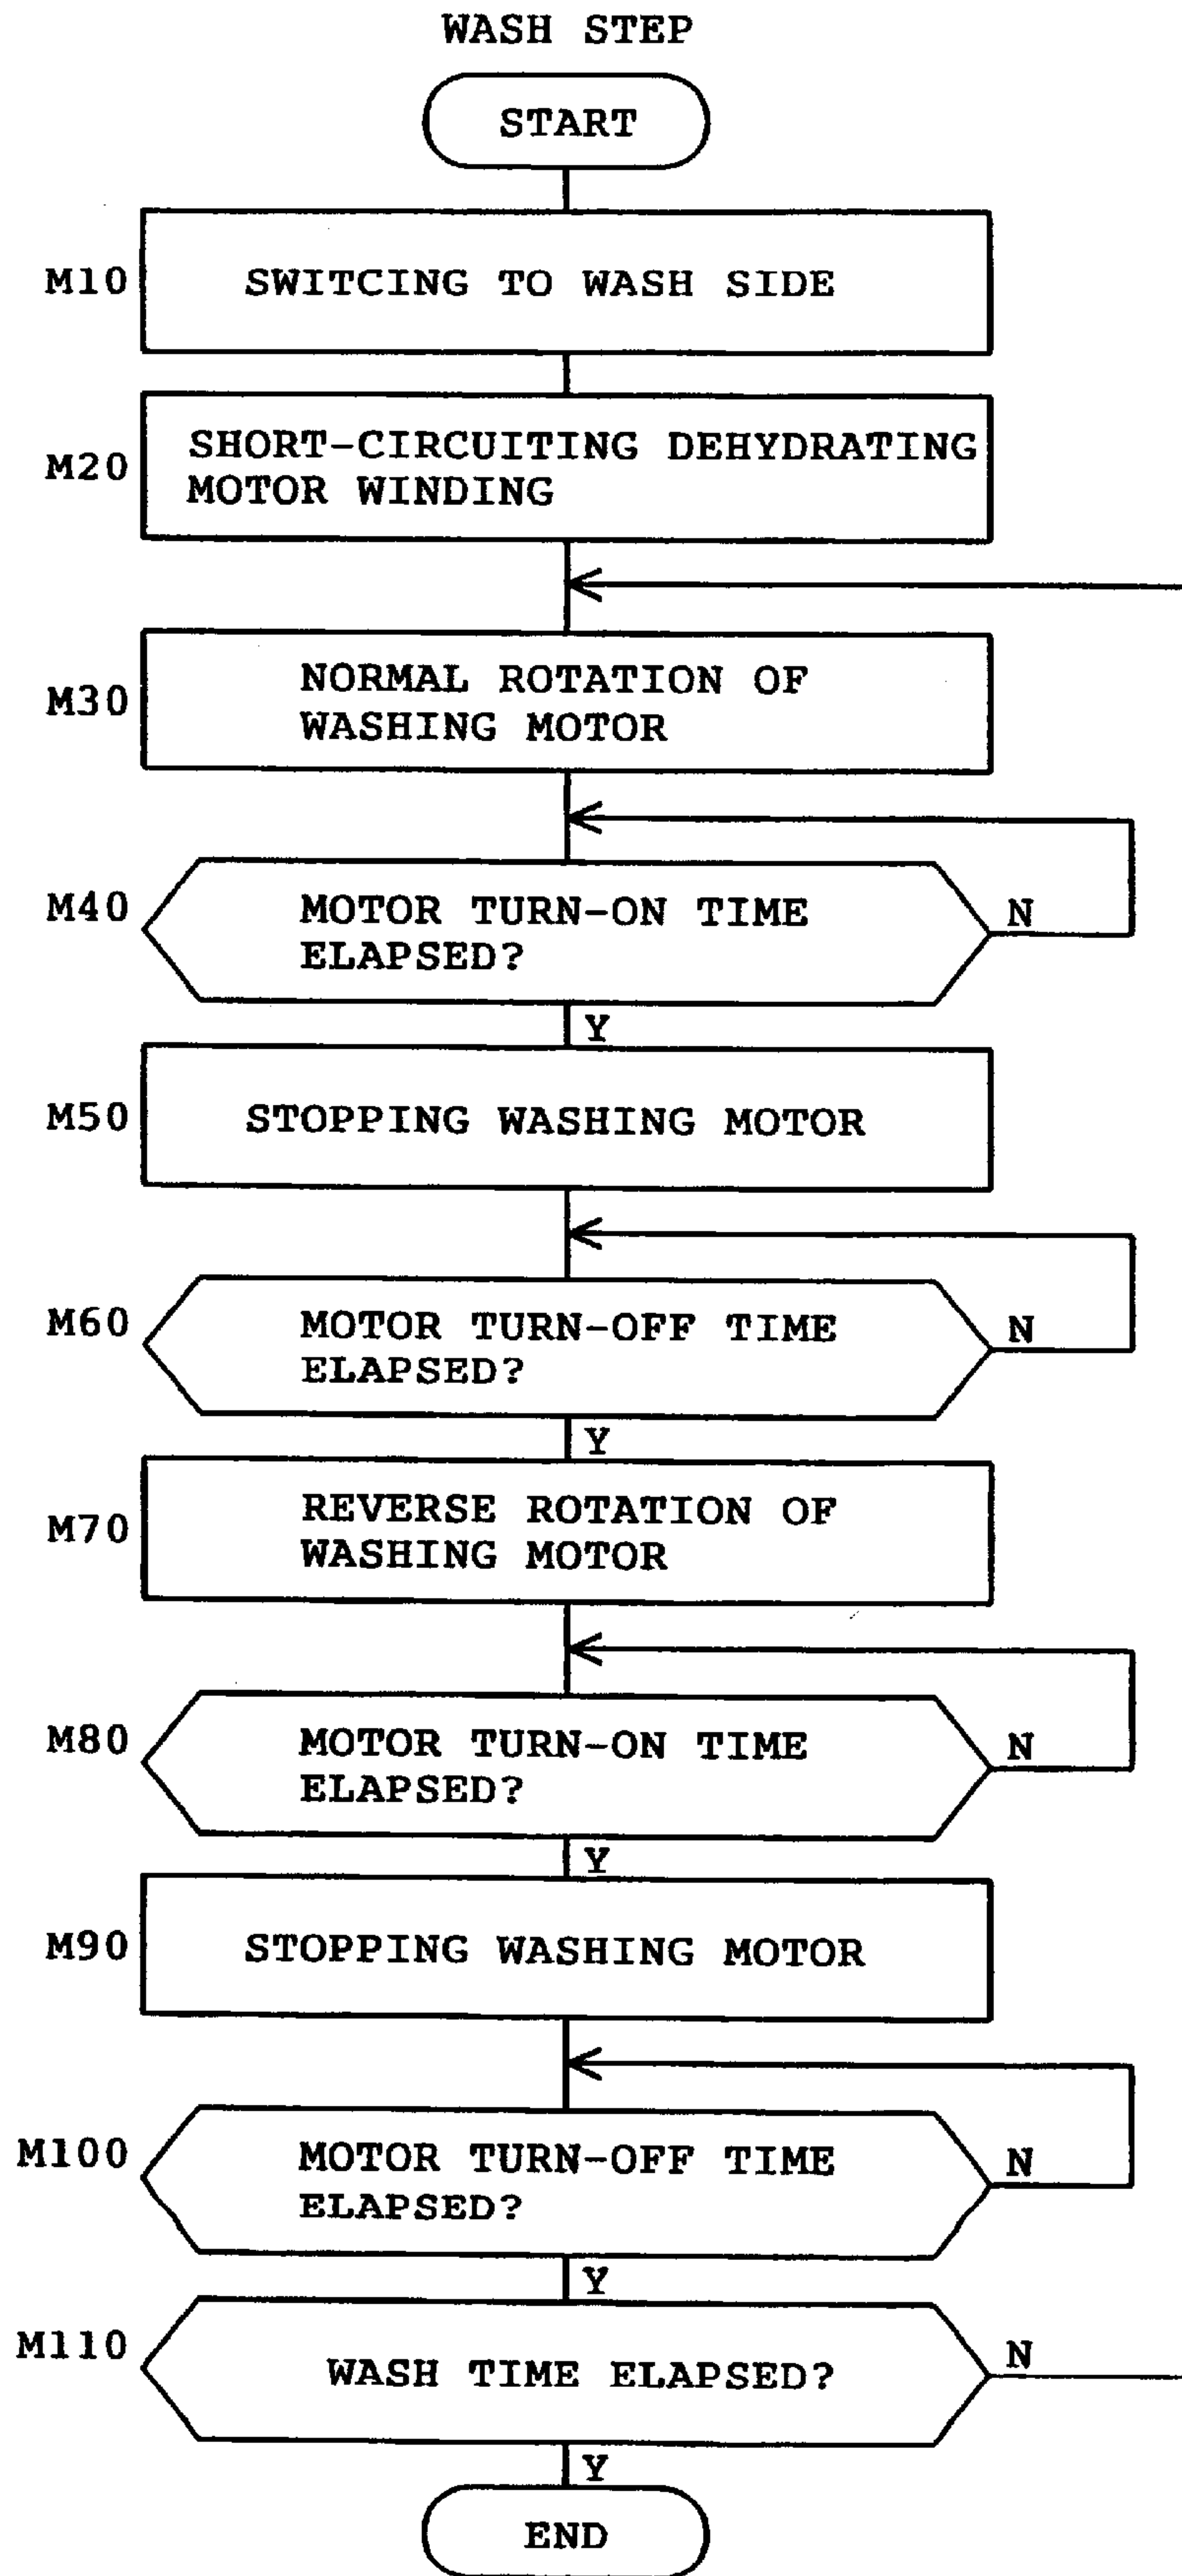 WASH STEP
START
M10
SWITCING TO WASH SIDE
M20
SHORT-CIRCUITING DEHYDRATING
MOTOR WINDING
M30
NORMAL ROTATION OF
WASHING MOTOR
M40
MOTOR TURN-ON TIME
ELAPSED?
N
Y
M50
STOPPING WASHING MOTOR
M60
MOTOR TURN-OFF TIME
ELAPSED?
N
Y
M70
REVERSE ROTATION OF
WASHING MOTOR
M80
MOTOR TURN-ON TIME
ELAPSED?
N
Y
M90
STOPPING WASHING MOTOR
M100
MOTOR TURN-OFF TIME
ELAPSED?
N
Y
M110
WASH TIME ELAPSED?
N
Y
END